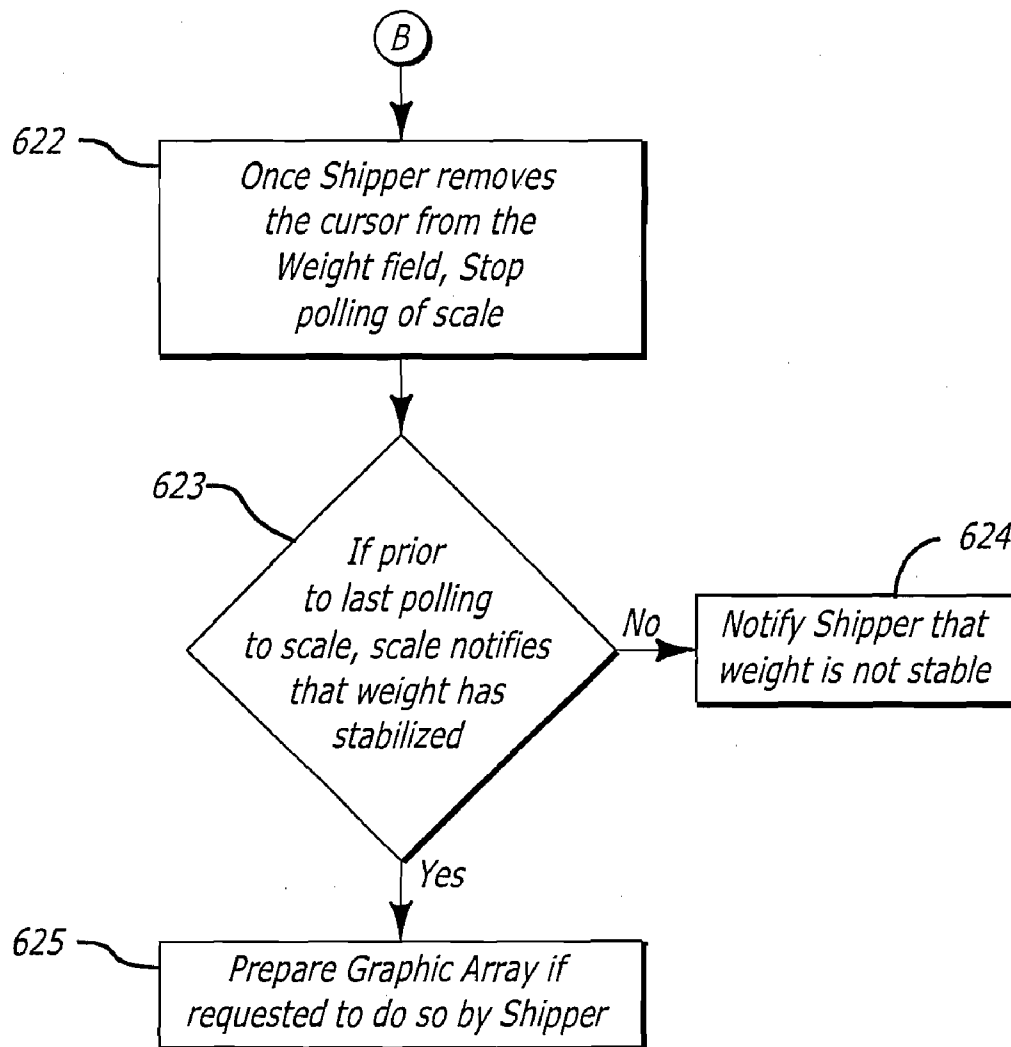 B
622
Once Shipper removes
the cursor from the
Weight field, Stop
polling of scale
623
If prior
to last polling
to scale, scale notifies
that weight has
stabilized
No
624
Notify Shipper that
weight is not stable
Yes
625
Prepare Graphic Array if
requested to do so by Shipper